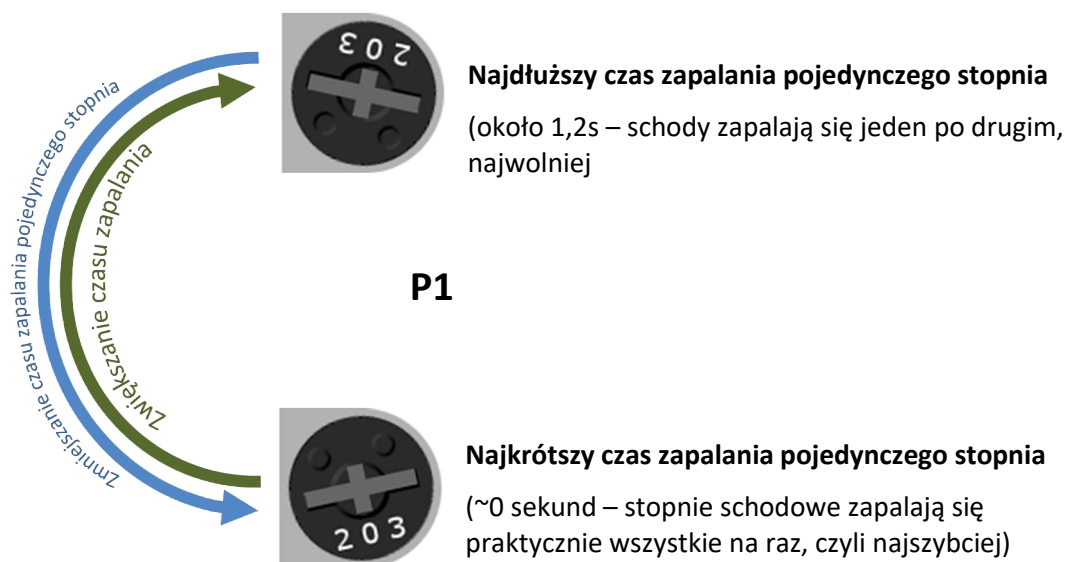 203
Najdłuższy czas zapalania pojedynczego stopnia
(około 1,2s – schody zapalają się jeden po drugim,
najwolniej
Zmniejszanie czasu zapalania pojedynczego stopnia
Zwiększanie czasu zapalania
P1
Najkrótszy czas zapalania pojedynczego stopnia
(~0 sekund – stopnie schodowe zapalają się
praktycznie wszystkie na raz, czyli najszybciej)
203